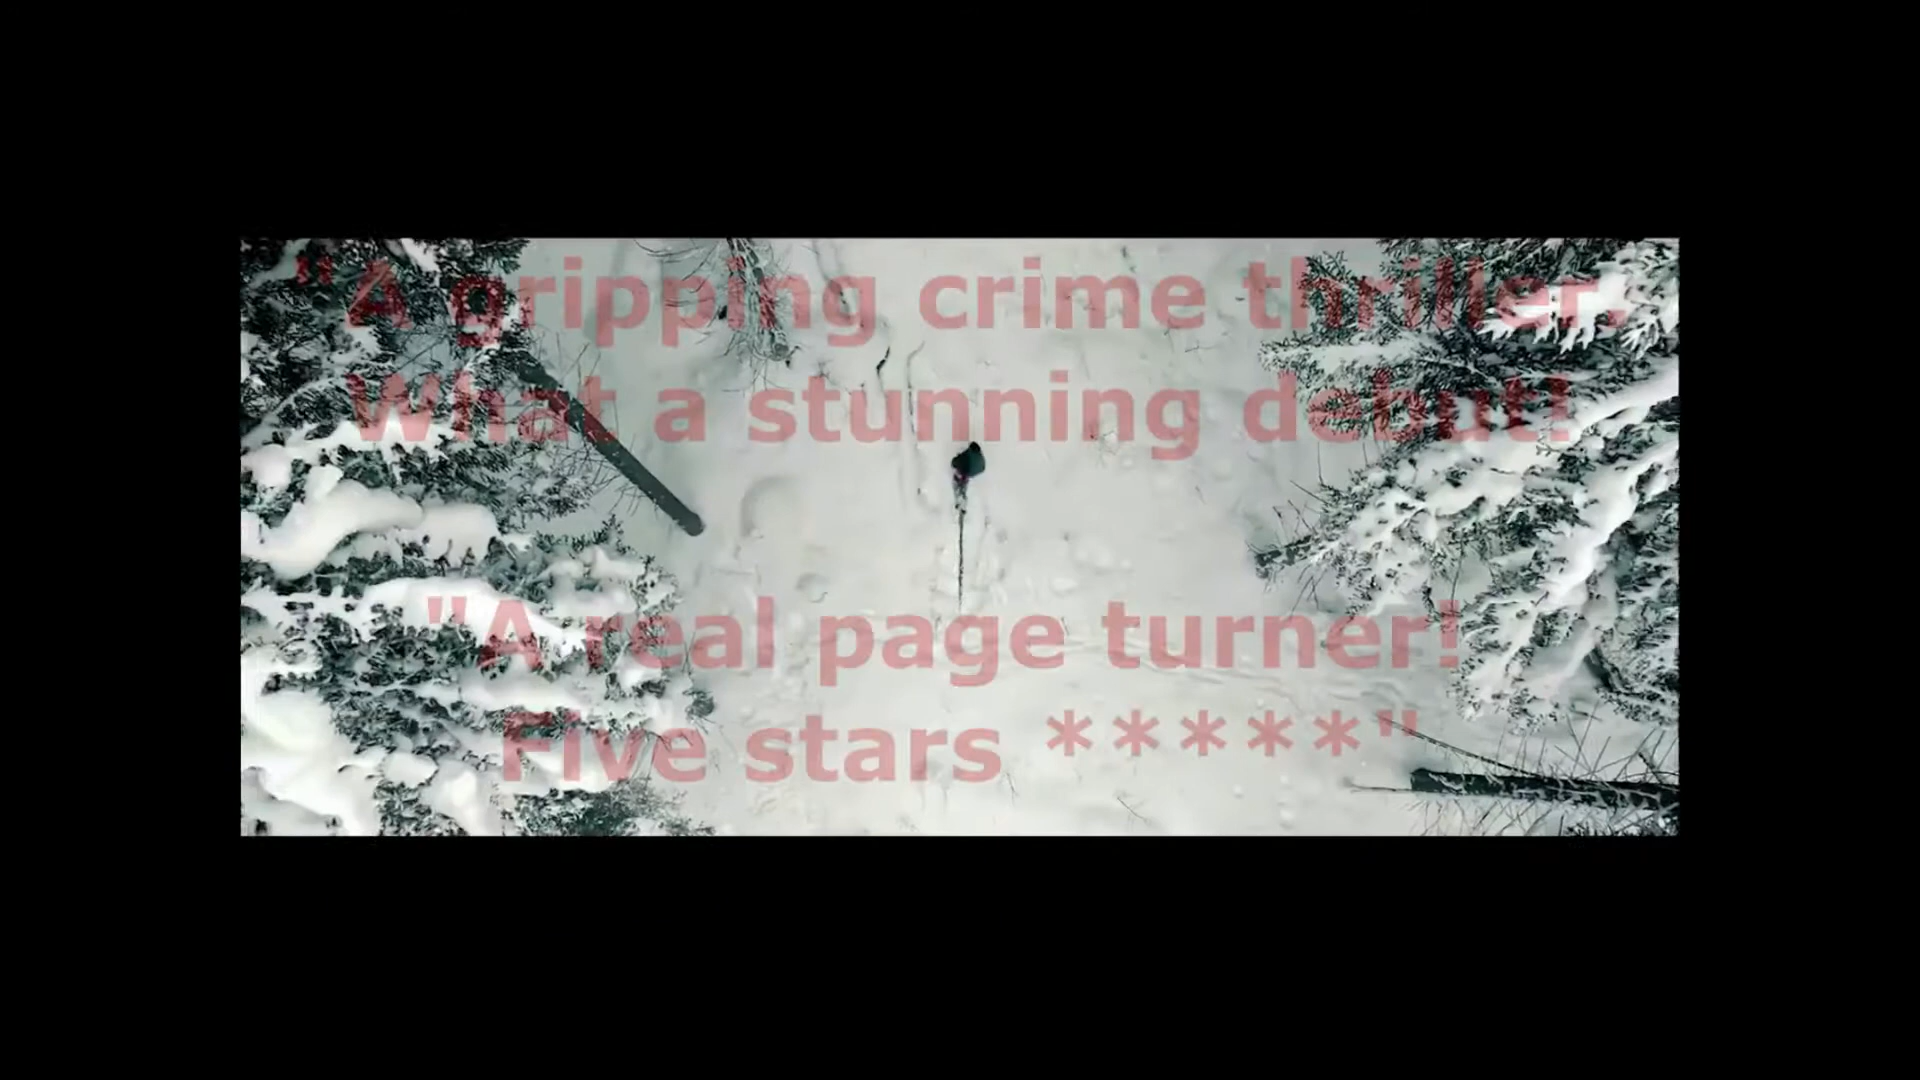 "A gripping crime thriller.
What a stunning debut!
"A real page turner!
Five stars *****"